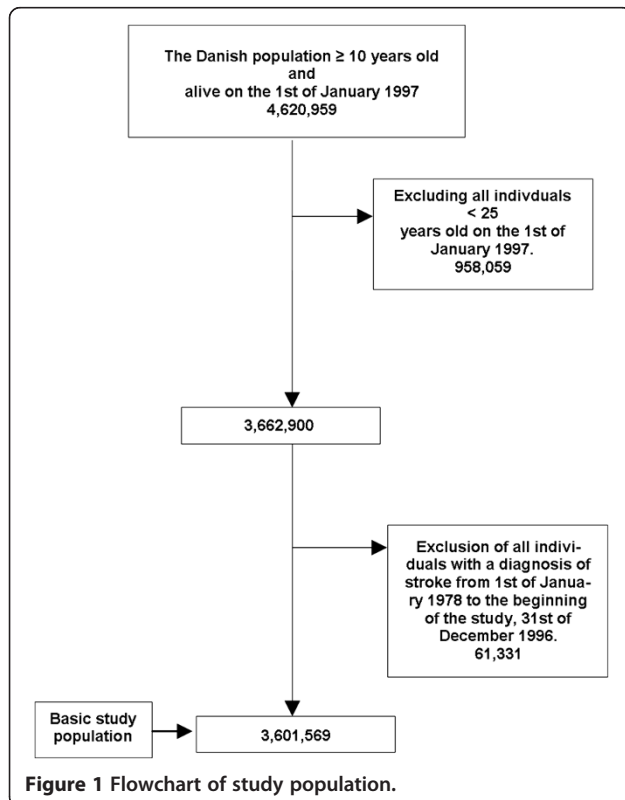 The Danish population ≥ 10 years old
and
alive on the 1st of January 1997
4,620,959
Excluding all indivduals
< 25
years old on the 1st of
January 1997.
958,059
3,662,900
Exclusion of all indivi-
duals with a diagnosis of
stroke from 1st of Janua-
ry 1978 to the beginning
of the study, 31st of
December 1996.
61,331
Basic study
population
3,601,569
Figure 1 Flowchart of study population.